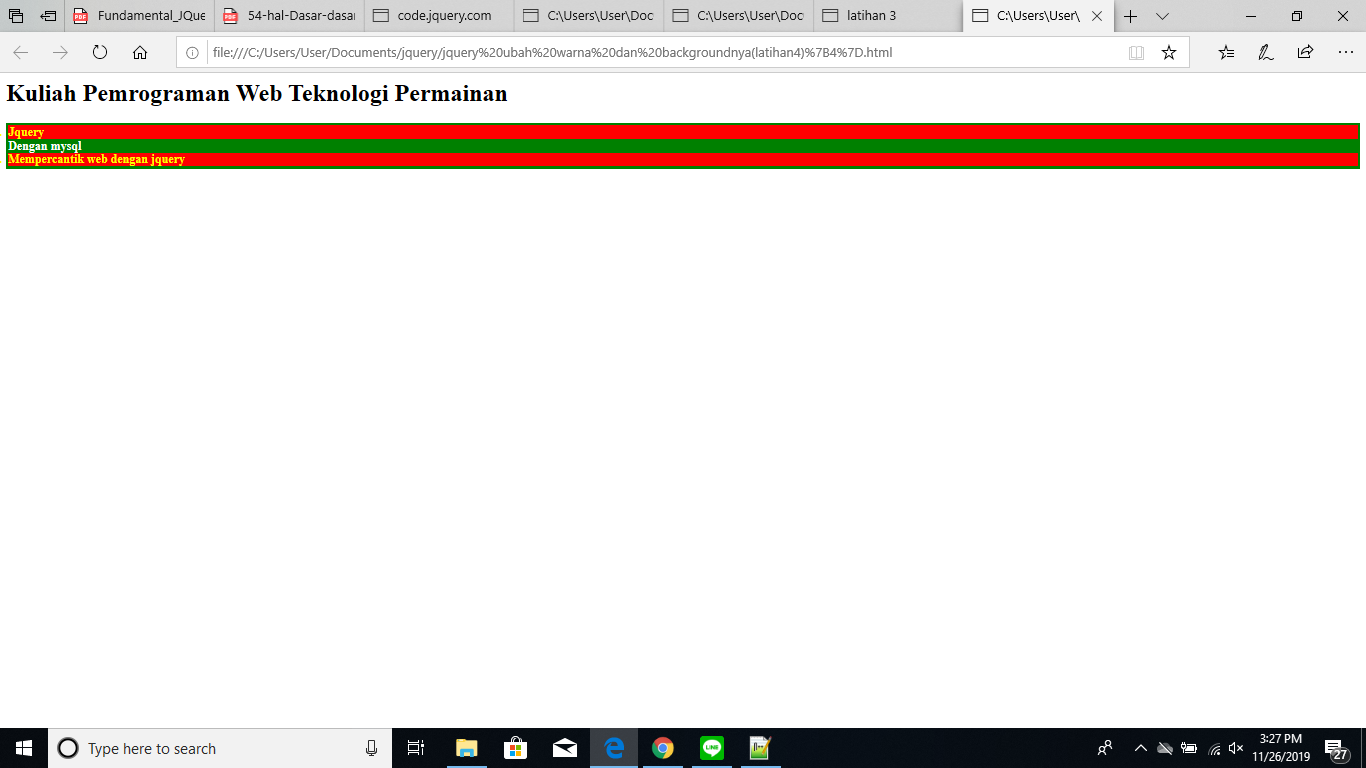 Fundamental_JQue
54-hal-Dasar-dasar
code.jquery.com
C:\Users\User\Doc
C:\Users\User\Doc
latihan 3
C:\Users\User\
file:///C:/Users/User/Documents/jquery/jquery%20ubah%20warna%20dan%20backgroundnya(latihan4)%7B4%7D.html
Kuliah Pemrograman Web Teknologi Permainan
Jquery
Dengan mysql
Mempercantik web dengan jquery
Type here to search
LINE
3:27 PM
11/26/2019
27